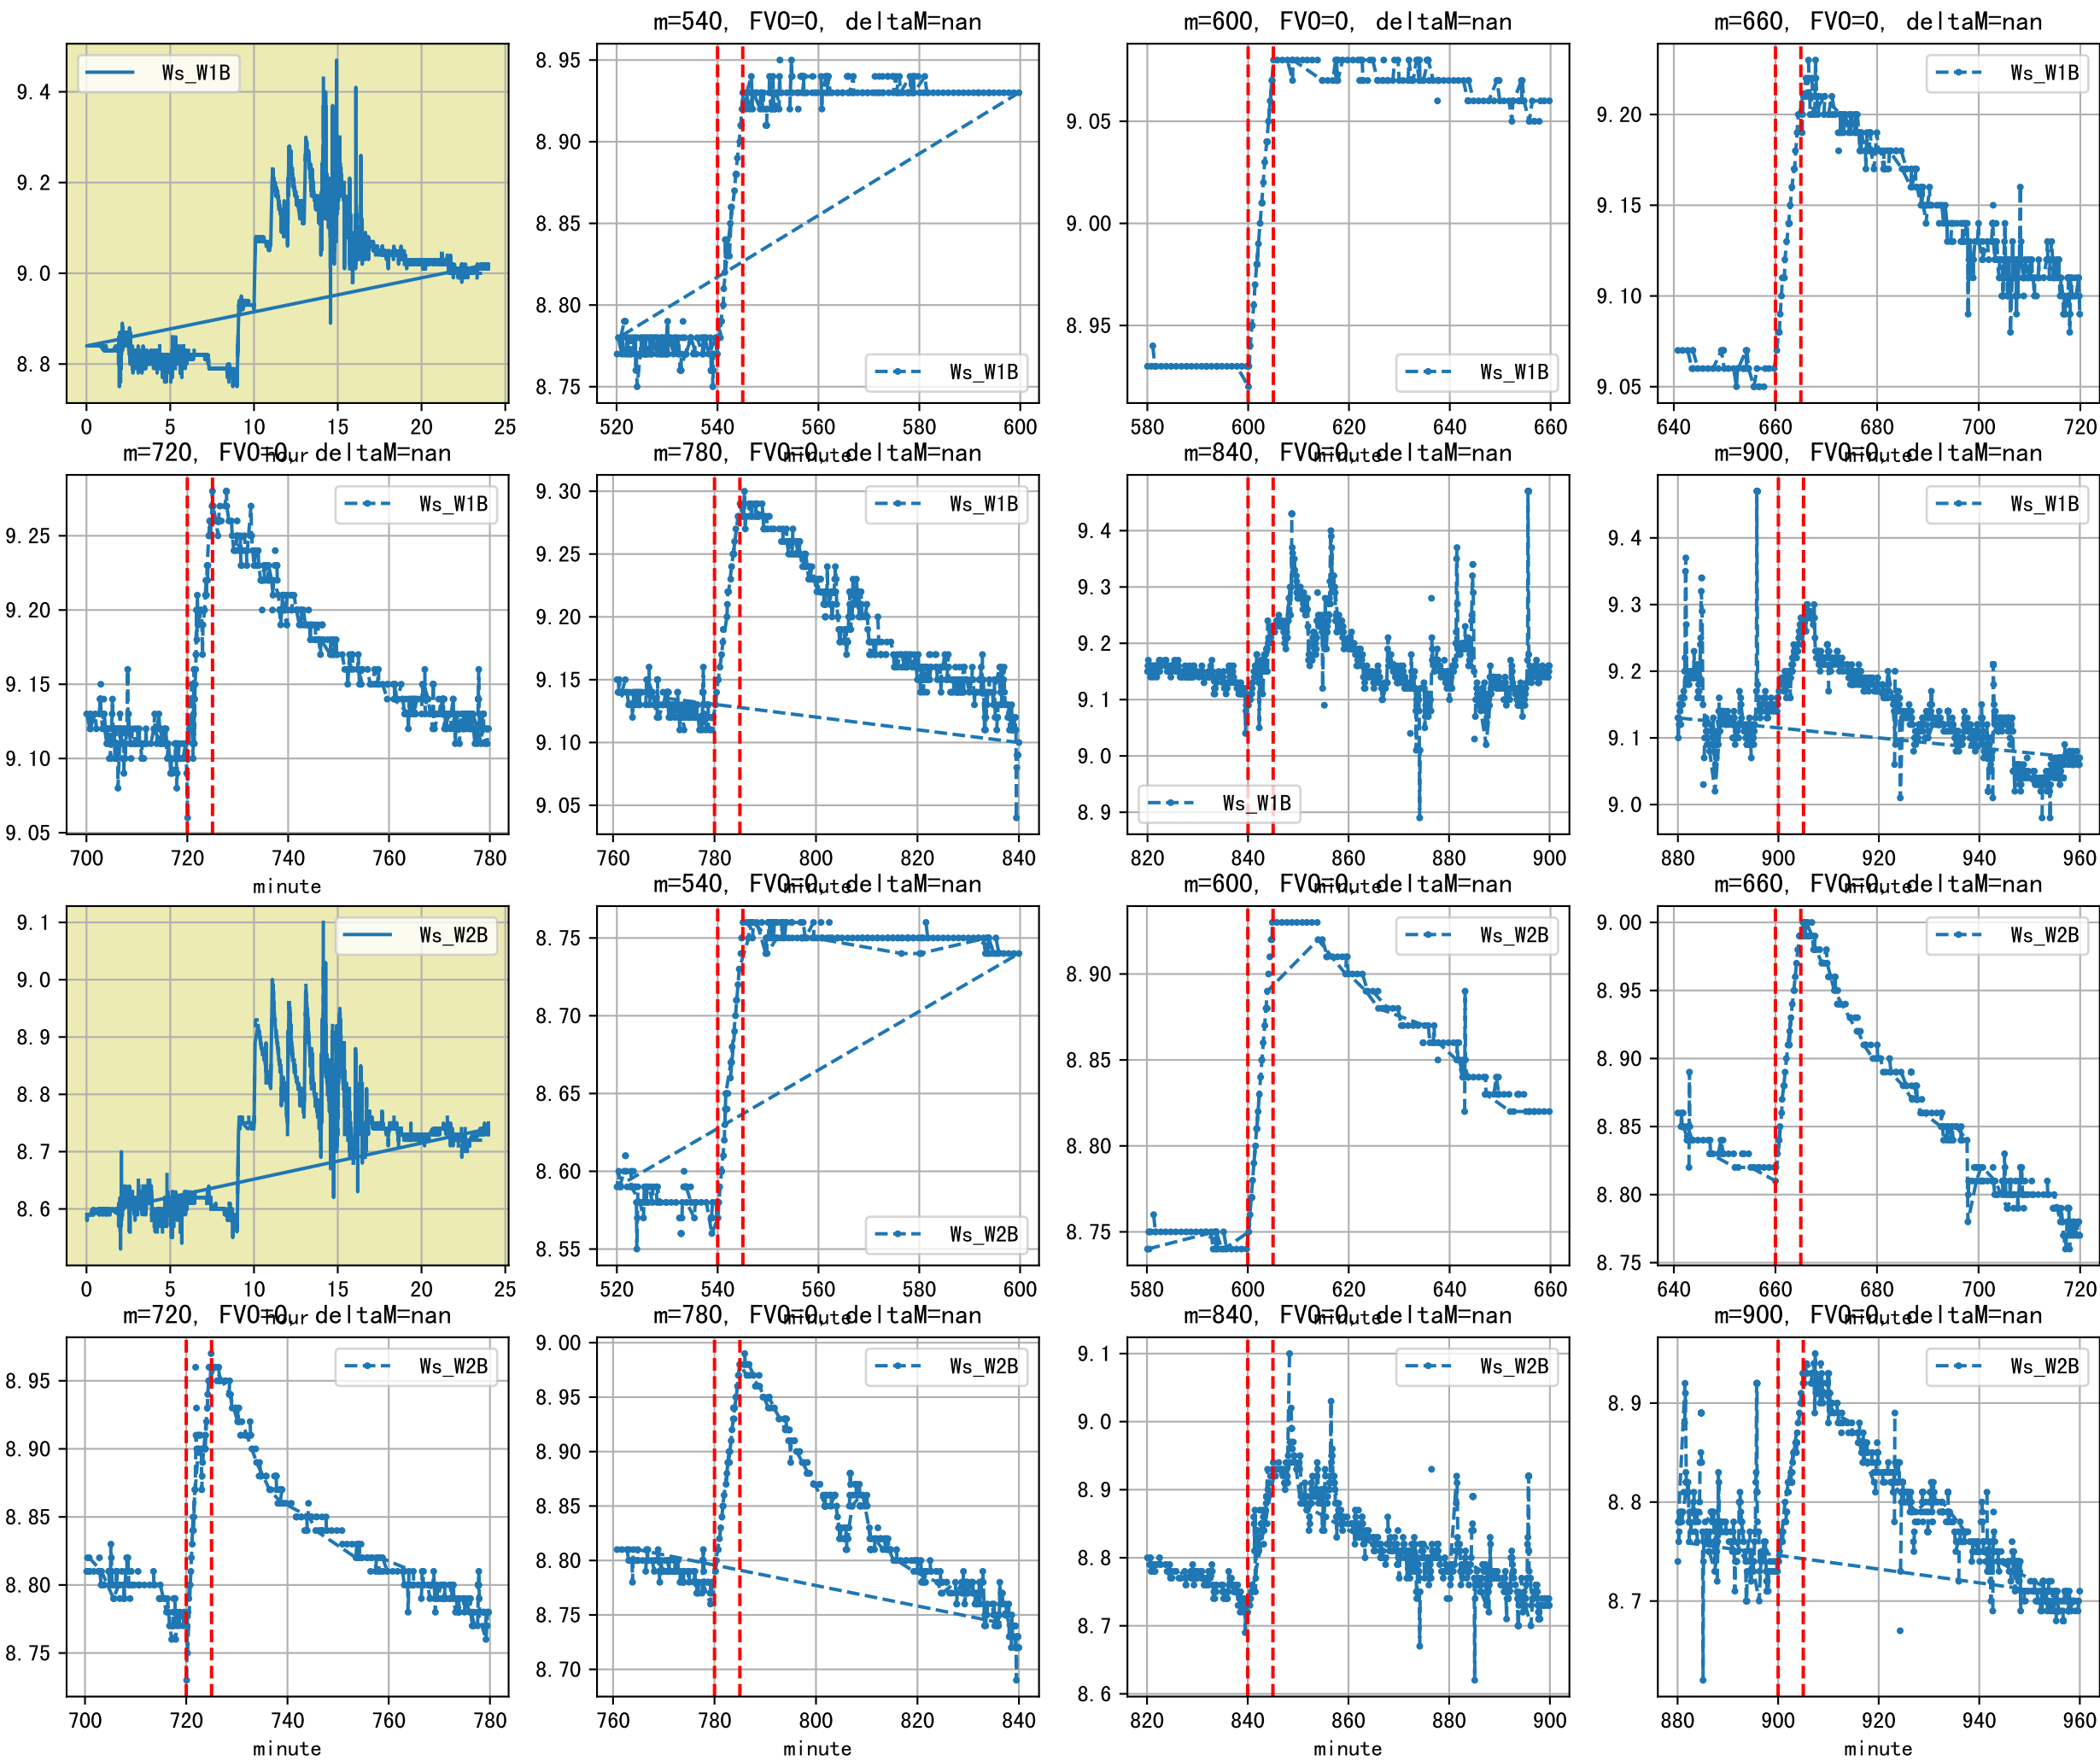 m=540, FVO=0, deltaM=nan
m=600, FVO=0, deltaM=nan
m=660, FVO=0, deltaM=nan
Ws_W1B
9.4
9.2
9.0
8.8
0 5 10 15 20 25
hour
Ws_W1B
8.95
8.90
8.85
8.80
8.75
520 540 560 580 600
minute
Ws_W1B
9.05
9.00
8.95
580 600 620 640 660
minute
Ws_W1B
9.20
9.15
9.10
9.05
640 660 680 700 720
minute
m=720, FVO=0, deltaM=nan
m=780, FVO=0, deltaM=nan
m=840, FVO=0, deltaM=nan
m=900, FVO=0, deltaM=nan
Ws_W1B
9.25
9.20
9.15
9.10
9.05
700 720 740 760 780
minute
Ws_W1B
9.30
9.25
9.20
9.15
9.10
9.05
760 780 800 820 840
minute
Ws_W1B
9.4
9.3
9.2
9.1
9.0
8.9
820 840 860 880 900
minute
Ws_W1B
9.4
9.3
9.2
9.1
9.0
880 900 920 940 960
minute
m=540, FVO=0, deltaM=nan
m=600, FVO=0, deltaM=nan
m=660, FVO=0, deltaM=nan
Ws_W2B
9.1
9.0
8.9
8.8
8.7
8.6
0 5 10 15 20 25
hour
Ws_W2B
8.75
8.70
8.65
8.60
8.55
520 540 560 580 600
minute
Ws_W2B
8.90
8.85
8.80
8.75
580 600 620 640 660
minute
Ws_W2B
9.00
8.95
8.90
8.85
8.80
8.75
640 660 680 700 720
minute
m=720, FVO=0, deltaM=nan
m=780, FVO=0, deltaM=nan
m=840, FVO=0, deltaM=nan
m=900, FVO=0, deltaM=nan
Ws_W2B
8.95
8.90
8.85
8.80
8.75
700 720 740 760 780
minute
Ws_W2B
9.00
8.95
8.90
8.85
8.80
8.75
8.70
760 780 800 820 840
minute
Ws_W2B
9.1
9.0
8.9
8.8
8.7
8.6
820 840 860 880 900
minute
Ws_W2B
8.9
8.8
8.7
880 900 920 940 960
minute